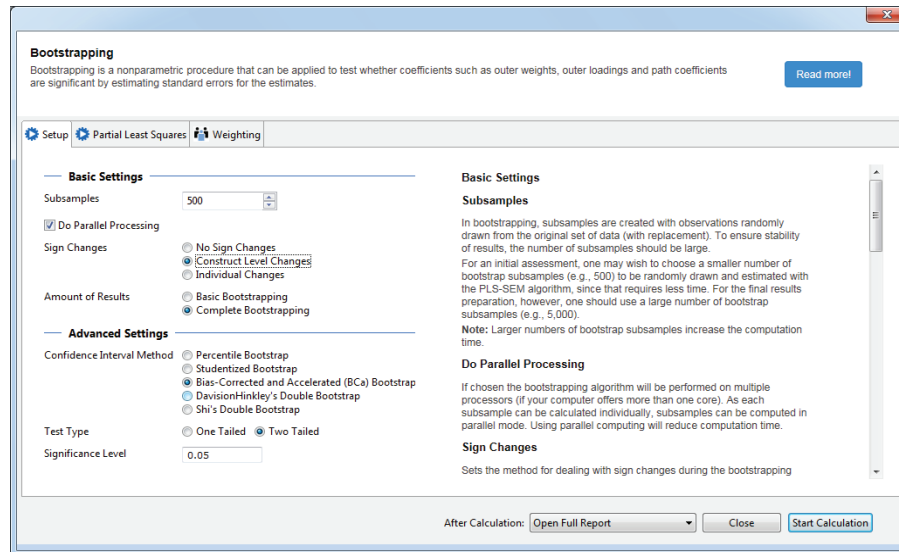 Bootstrapping
Bootstrapping is a nonparametric procedure that can be applied to test whether coefficients such as outer weights, outer loadings and path coefficients
are significant by estimating standard errors for the estimates.
Read more!
Setup Partial Least Squares Weighting
Basic Settings
Subsamples 500
Do Parallel Processing
Sign Changes No Sign Changes
Construct Level Changes
Individual Changes
Amount of Results Basic Bootstrapping
Complete Bootstrapping
Advanced Settings
Confidence Interval Method Percentile Bootstrap
Studentized Bootstrap
Bias-Corrected and Accelerated (BCa) Bootstrap
DavisionHinkley's Double Bootstrap
Shi's Double Bootstrap
Test Type One Tailed Two Tailed
Significance Level 0.05
Basic Settings
Subsamples
In bootstrapping, subsamples are created with observations randomly
drawn from the original set of data (with replacement). To ensure stability
of results, the number of subsamples should be large.
For an initial assessment, one may wish to choose a smaller number of
bootstrap subsamples (e.g., 500) to be randomly drawn and estimated with
the PLS-SEM algorithm, since that requires less time. For the final results
preparation, however, one should use a large number of bootstrap
subsamples (e.g., 5,000).
Note: Larger numbers of bootstrap subsamples increase the computation
time.
Do Parallel Processing
If chosen the bootstrapping algorithm will be performed on multiple
processors (if your computer offers more than one core). As each
subsample can be calculated individually, subsamples can be computed in
parallel mode. Using parallel computing will reduce computation time.
Sign Changes
Sets the method for dealing with sign changes during the bootstrapping
After Calculation: Open Full Report Close Start Calculation